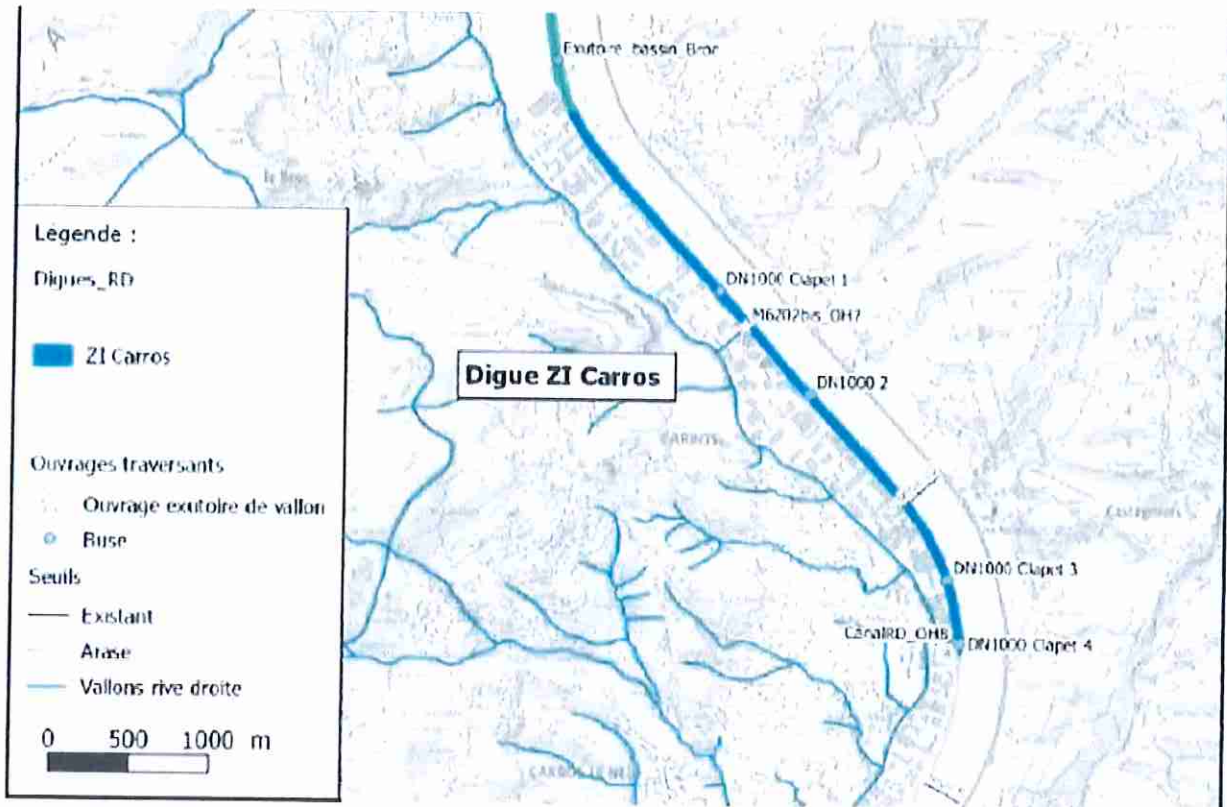 Exutoire_bassin_Broc
Légende :
Digues_RD
ZI Carros
Ouvrages traversants
Ouvrage exutoire de vallon
Buse
Seuils
Existant
Arase
Vallons rive droite
0 500 1000 m
DN1000 Clapet 1
M6202bis_OH7
Digue ZI Carros
DN1000 2
DN1000 Clapet 3
CanalRD_OH8
DN1000 Clapet 4